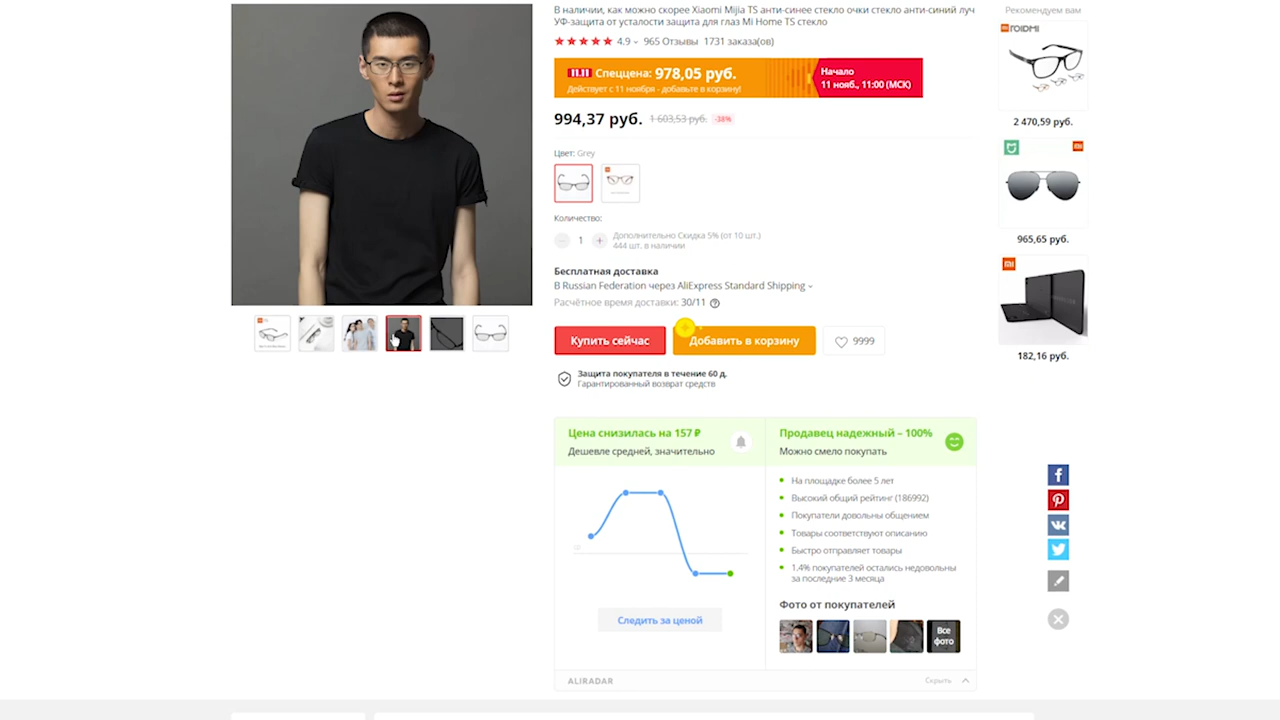 В наличии, как можно скорее Xiaomi Mijia TS анти-синее стекло очки стекло анти-синий луч
УФ-защита от усталости защита для глаз Mi Home TS стекло
4.9 965 Отзывы 1731 заказа(ов)
11.11 Спеццена: 978,05 руб.
Действует с 11 ноября - добавьте в корзину!
Начало
11 нояб., 11:00 (МСК)
994,37 руб. 1 603,53 руб. -38%
Цвет: Grey
Количество:
1
Дополнительно Скидка 5% (от 10 шт.)
444 шт. в наличии
Бесплатная доставка
В Russian Federation через AliExpress Standard Shipping
Расчётное время доставки: 30/11
Купить сейчас
Добавить в корзину
9999
Защита покупателя в течение 60 д.
Гарантированный возврат средств
Цена снизилась на 157 ₽
Дешевле средней, значительно
Следить за ценой
Продавец надежный – 100%
Можно смело покупать
На площадке более 5 лет
Высокий общий рейтинг (186992)
Покупатели довольны общением
Товары соответствуют описанию
Быстро отправляет товары
1.4% покупателей остались недовольны
за последние 3 месяца
Фото от покупателей
Все
фото
ALIRADAR
Скрыть
Рекомендуем вам
ROIDMI
2 470,59 руб.
965,65 руб.
182,16 руб.